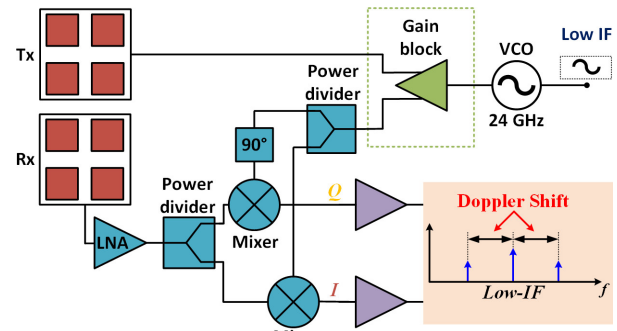 Tx
Gain
block
VCO
Low IF
Power
divider
24 GHz
Rx
90°
Power
divider
Q
Doppler Shift
LNA
Mixer
I
Low-IF
f